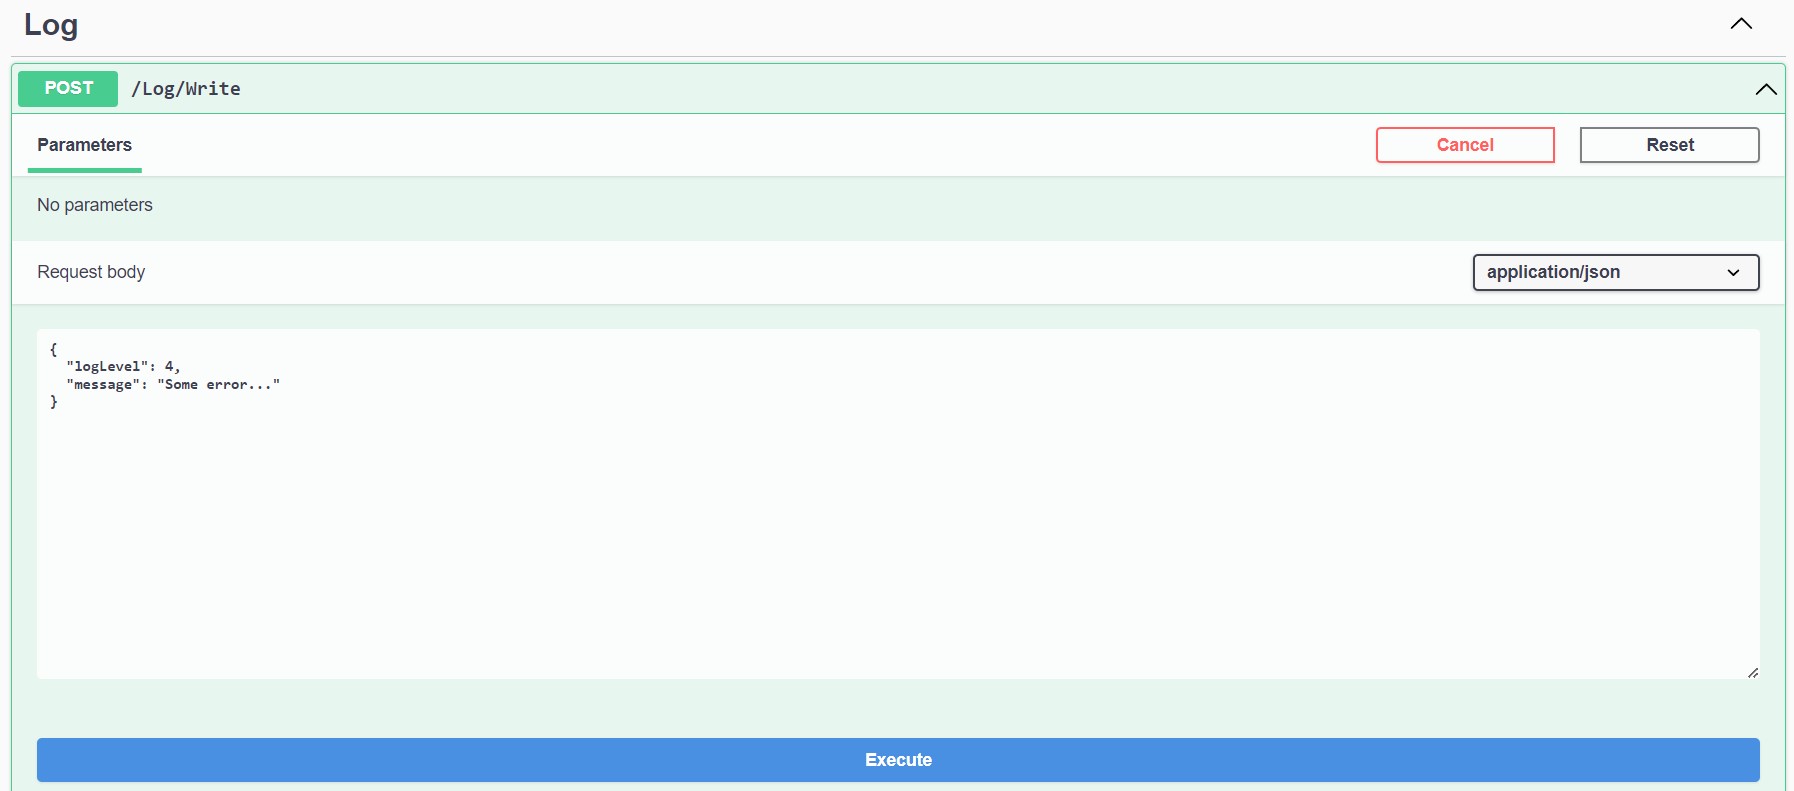 Log
POST /Log/Write
Parameters
Cancel
Reset
No parameters
Request body
application/json
{
  "logLevel": 4,
  "message": "Some error..."
}
Execute